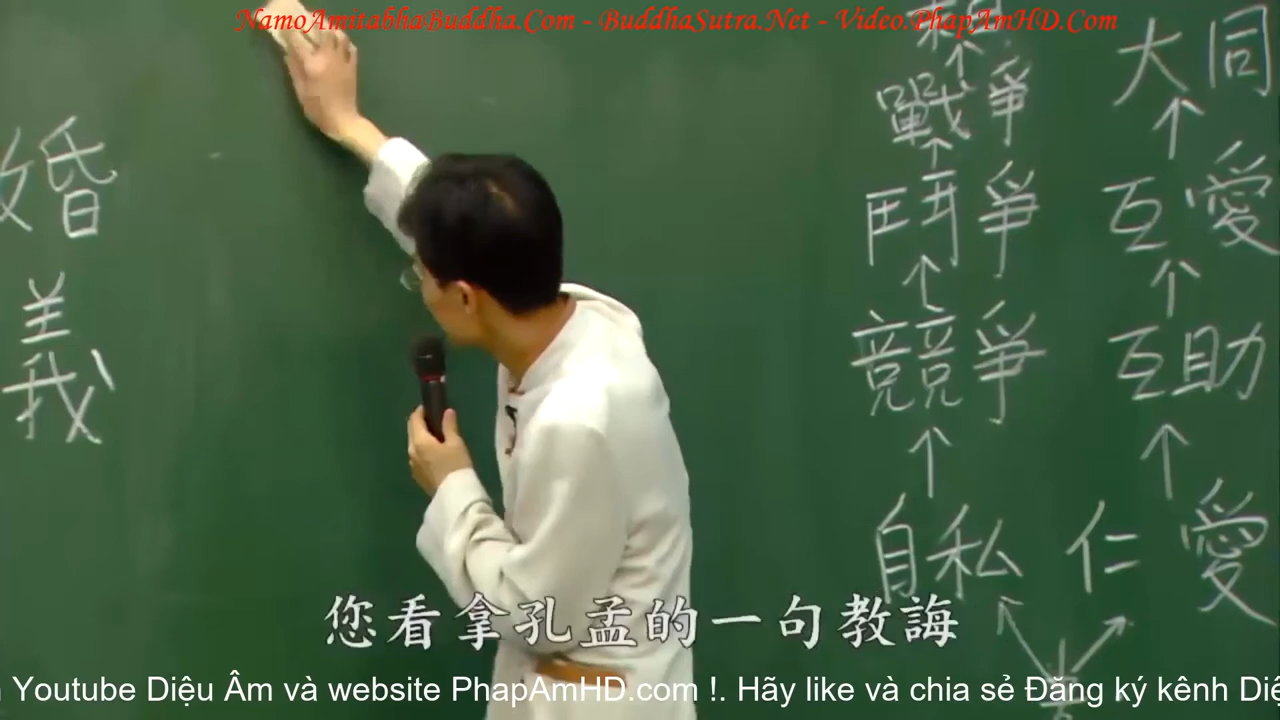 NamoAmitabhaBuddha.Com - BuddhaSutra.Net - Video.PhapAmHD.Com
婚
義
戰爭
鬥爭
競爭
自私
大同
互愛
互助
仁愛
您看拿孔孟的一句教誨
Youtube Diệu Âm và website PhapAmHD.com !. Hãy like và chia sẻ Đăng ký kênh Diệ